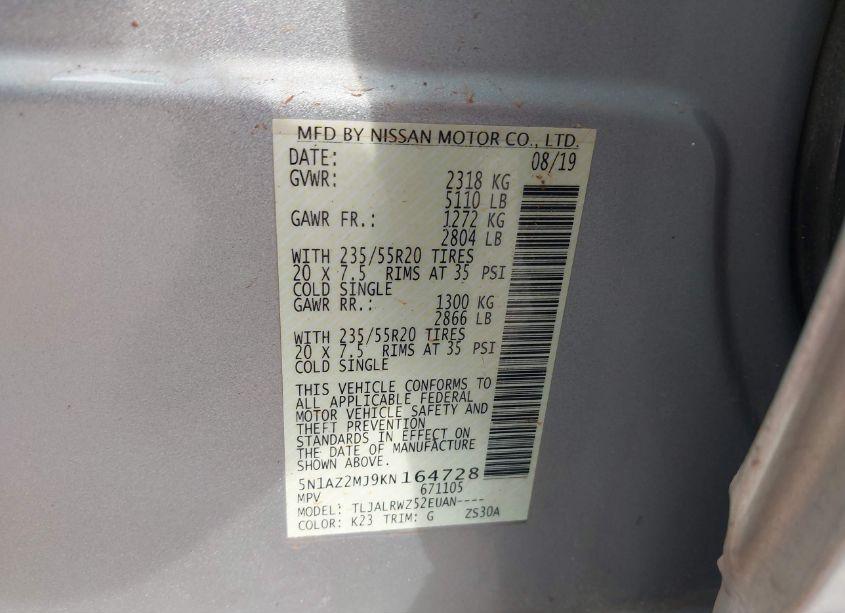 MFD BY NISSAN MOTOR CO., LTD.
DATE: 08/19
GVWR: 2318 KG
5110 LB
GAWR FR.: 1272 KG
2804 LB
WITH 235/55R20 TIRES
20 X 7.5 RIMS AT 35 PSI
COLD SINGLE
GAWR RR.: 1300 KG
2866 LB
WITH 235/55R20 TIRES
20 X 7.5 RIMS AT 35 PSI
COLD SINGLE
THIS VEHICLE CONFORMS TO
ALL APPLICABLE FEDERAL
MOTOR VEHICLE SAFETY AND
THEFT PREVENTION
STANDARDS IN EFFECT ON
THE DATE OF MANUFACTURE
SHOWN ABOVE.
5N1AZ2MJ9KN164728
MPV 671105
MODEL: TLJALRWZ52EUAN----
COLOR: K23 TRIM: G ZS30A